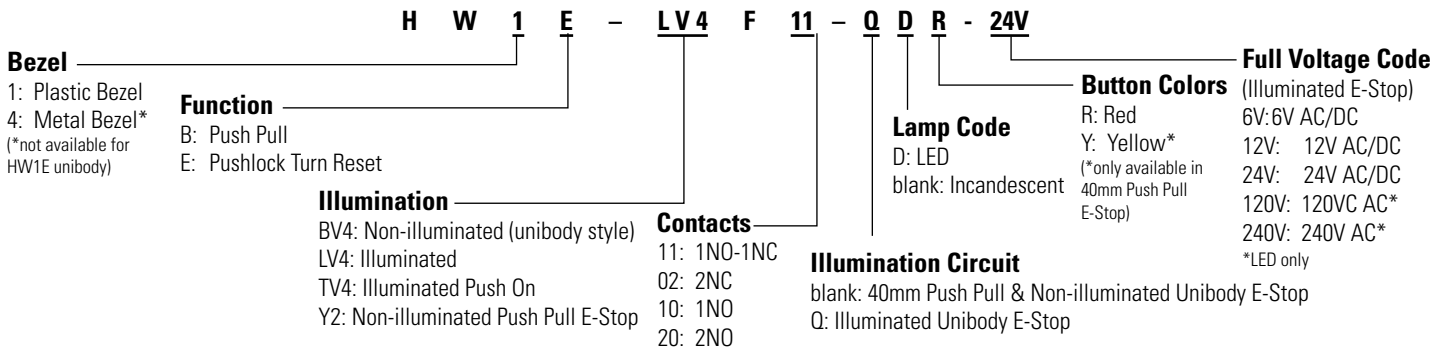 H W 1 E – LV4 F 11 – Q D R - 24V
Bezel
1: Plastic Bezel
4: Metal Bezel*
(*not available for
HW1E unibody)
Function
B: Push Pull
E: Pushlock Turn Reset
Illumination
BV4: Non-illuminated (unibody style)
LV4: Illuminated
TV4: Illuminated Push On
Y2: Non-illuminated Push Pull E-Stop
Contacts
11: 1NO-1NC
02: 2NC
10: 1NO
20: 2NO
Illumination Circuit
blank: 40mm Push Pull & Non-illuminated Unibody E-Stop
Q: Illuminated Unibody E-Stop
Lamp Code
D: LED
blank: Incandescent
Button Colors
R: Red
Y: Yellow*
(*only available in
40mm Push Pull
E-Stop)
Full Voltage Code
(Illuminated E-Stop)
6V:6V AC/DC
12V: 12V AC/DC
24V: 24V AC/DC
120V: 120VC AC*
240V: 240V AC*
*LED only